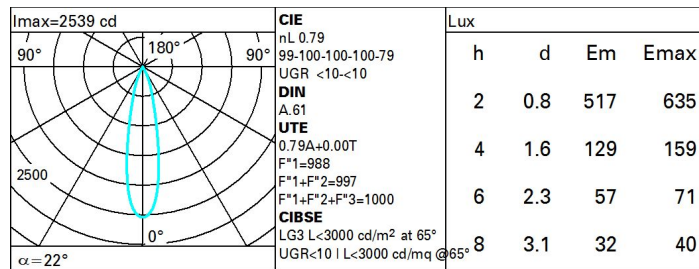 Imax=2539 cd
90° 180° 90°
2500
0°
α=22°
CIE
nL 0.79
99-100-100-100-79
UGR <10-<10
DIN
A.61
UTE
0.79A+0.00T
F"1=988
F"1+F"2=997
F"1+F"2+F"3=1000
CIBSE
LG3 L<3000 cd/m² at 65°
UGR<10 | L<3000 cd/mq @65°
Lux
h d Em Emax
2 0.8 517 635
4 1.6 129 159
6 2.3 57 71
8 3.1 32 40